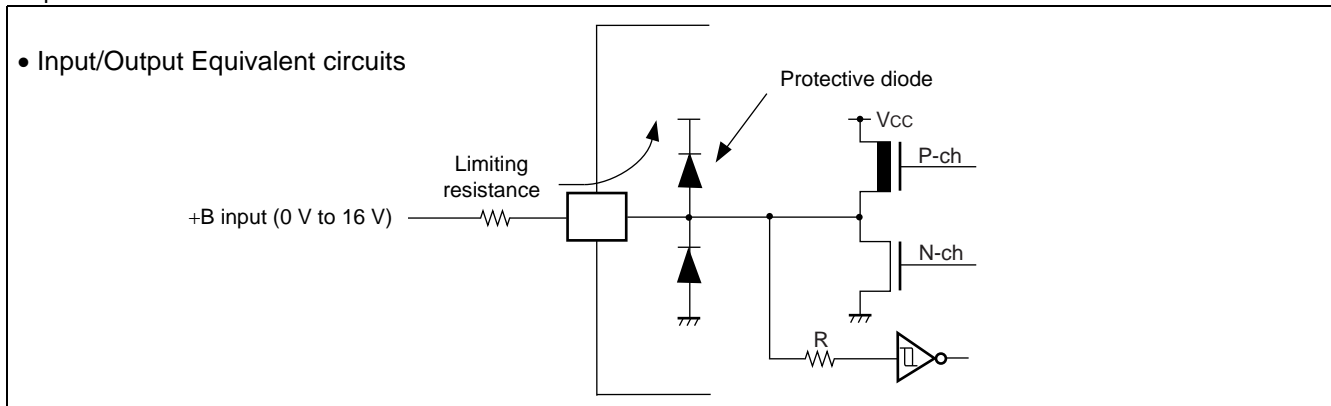 • Input/Output Equivalent circuits
Protective diode
VCC
P-ch
Limiting
resistance
+B input (0 V to 16 V)
N-ch
R